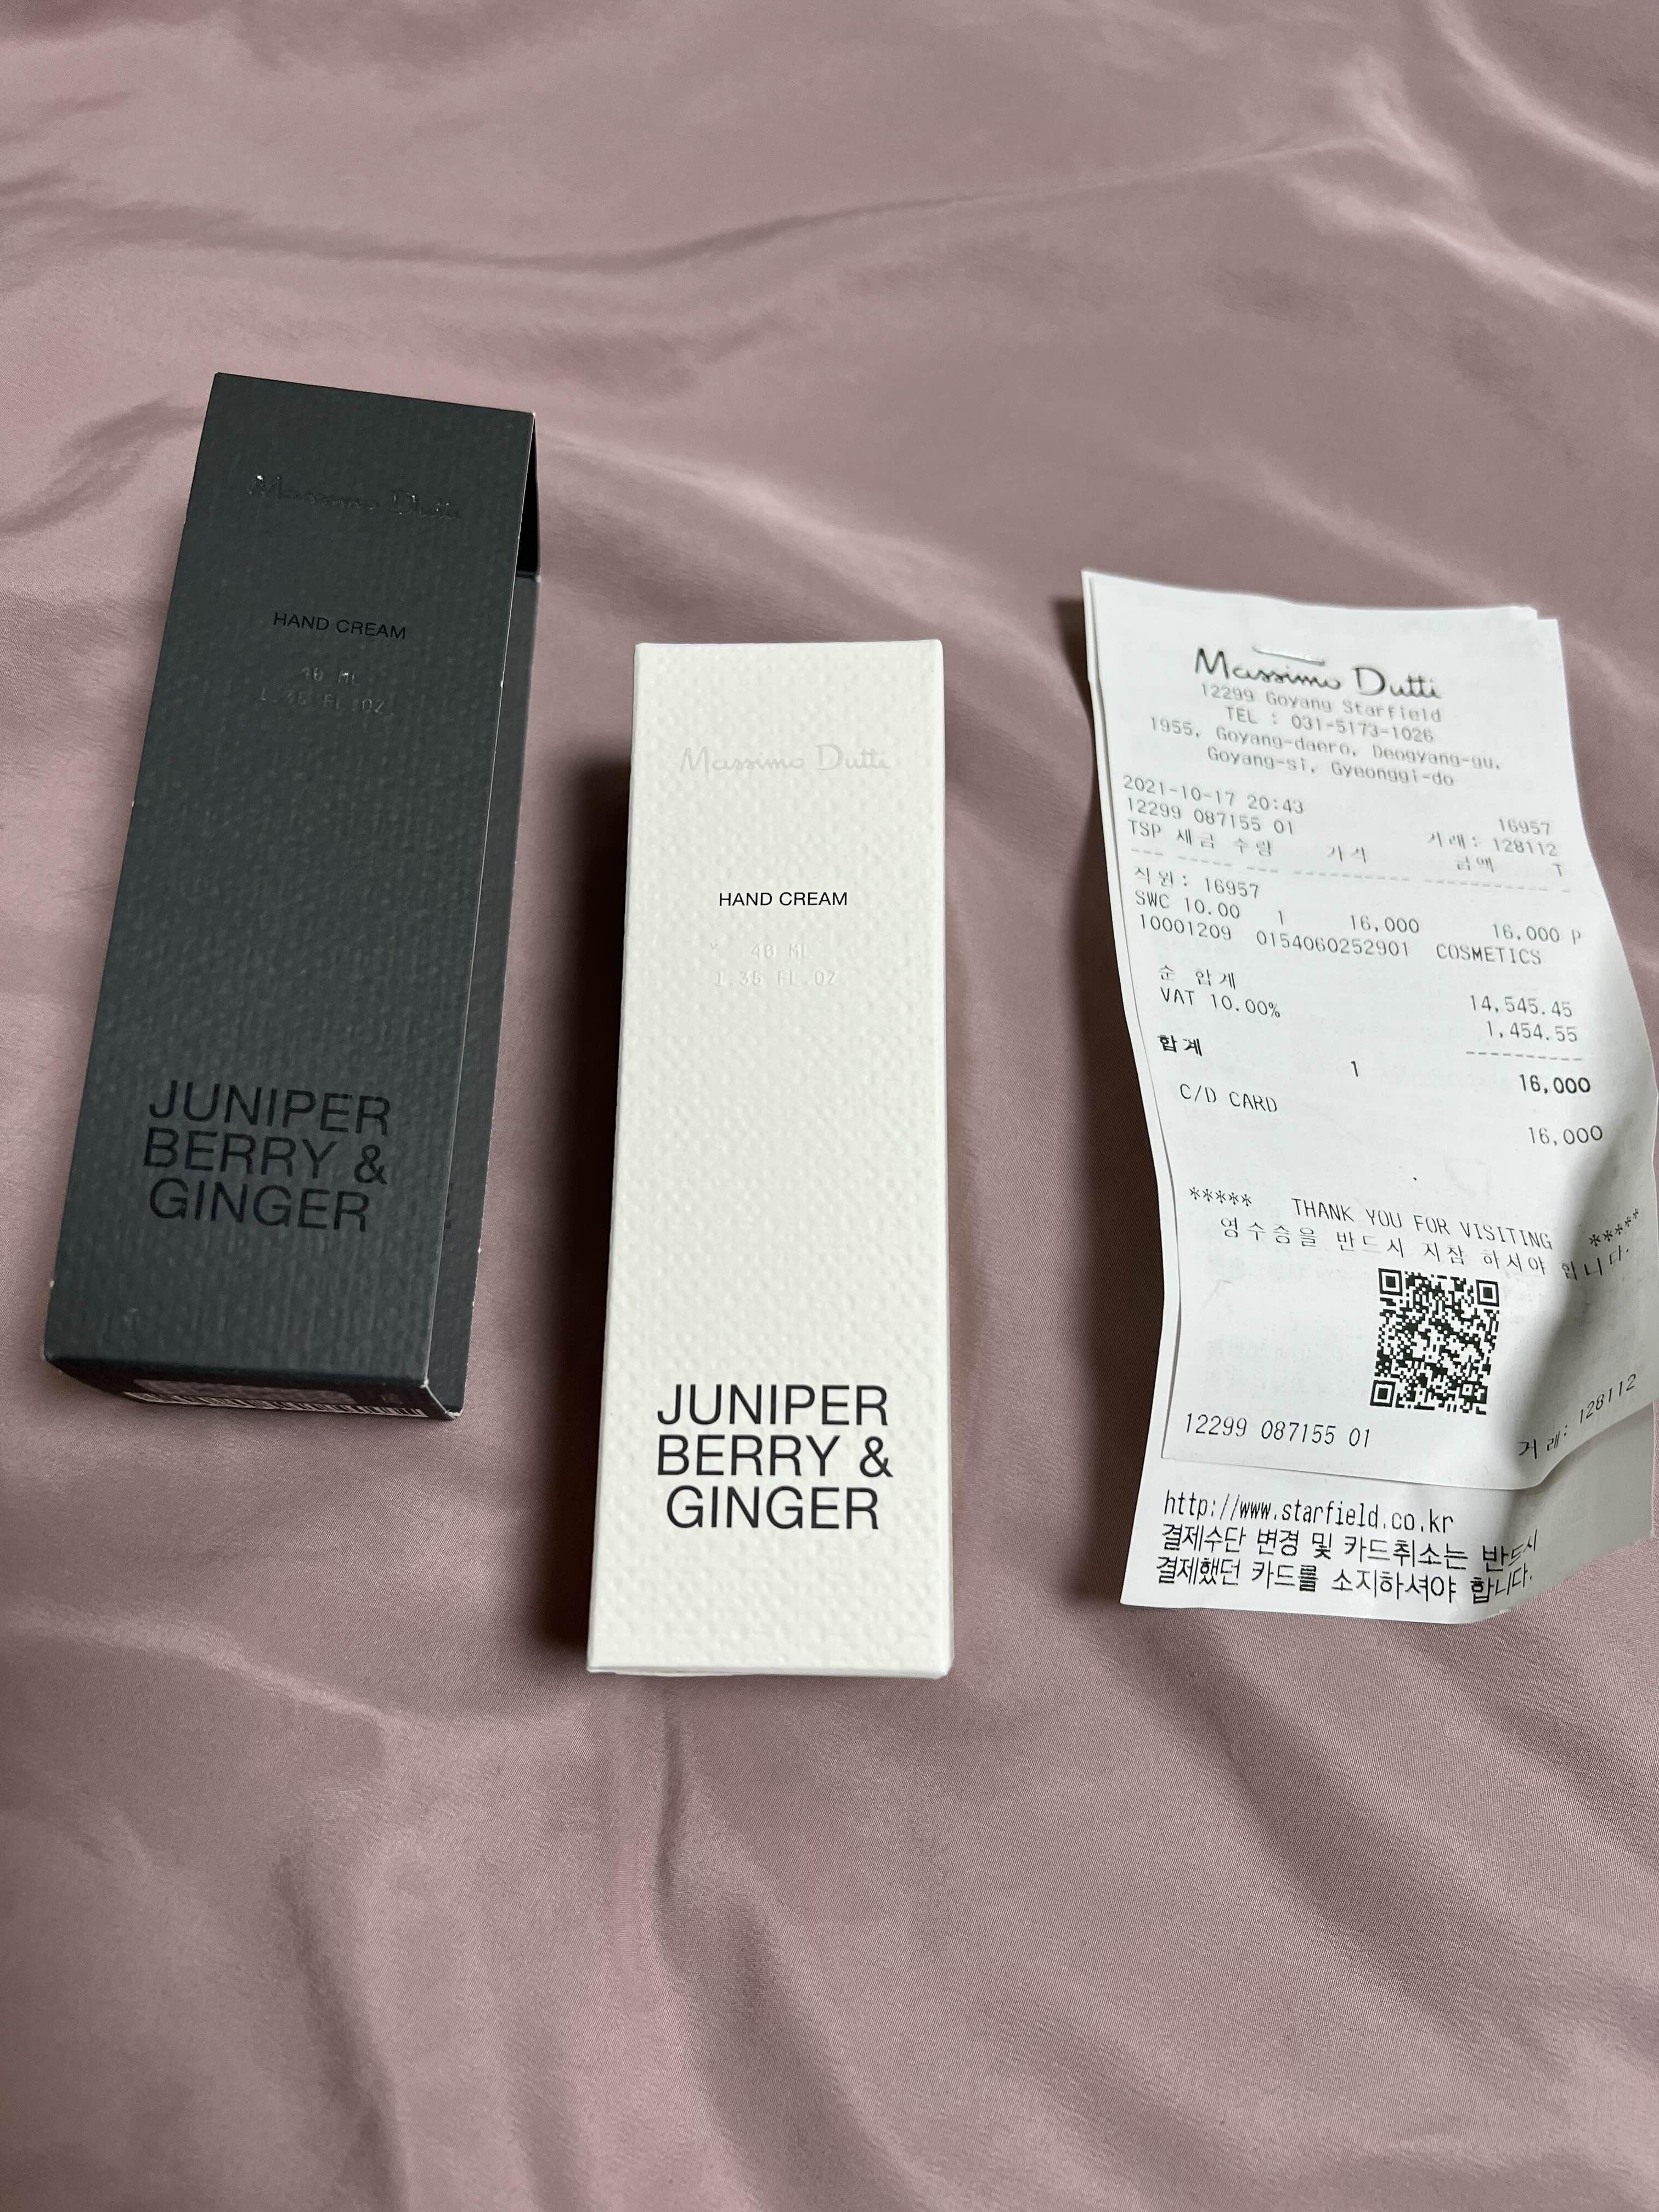 Massimo Dutti
HAND CREAM
40 ML
1.35 FL.OZ.
JUNIPER
BERRY &
GINGER
Massimo Dutti
HAND CREAM
40 ML
1.35 FL.OZ
JUNIPER
BERRY &
GINGER
Massimo Dutti
12299 Goyang Starfield
TEL : 031-5173-1026
1955, Goyang-daero, Deogyang-gu,
Goyang-si, Gyeonggi-do
2021-10-17 20:43 16957
12299 087155 01 거래: 128112
TSP 세금 수량 가격 금액 T
--- ----- ---- ---------- ----------- -
직원: 16957
SWC 10.00 1 16,000 16,000 P
10001209 0154060252901 COSMETICS
순 합계 14,545.45
VAT 10.00% 1,454.55
----------
합계 1 16,000
C/D CARD 16,000
***** THANK YOU FOR VISITING *****
영수증을 반드시 지참 하셔야 합니다.
12299 087155 01 거래: 128112
http://www.starfield.co.kr
결제수단 변경 및 카드취소는 반드시
결제했던 카드를 소지하셔야 합니다.